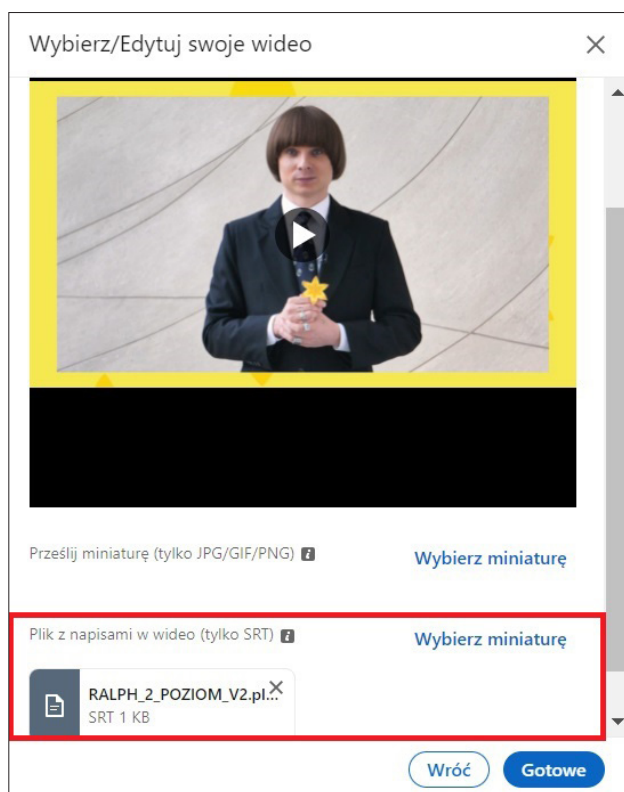 Wybierz/Edytuj swoje wideo
Prześlij miniaturę (tylko JPG/GIF/PNG)
Wybierz miniaturę
Plik z napisami w wideo (tylko SRT)
Wybierz miniaturę
RALPH_2_POZIOM_V2.pl...
SRT 1 KB
Wróć
Gotowe